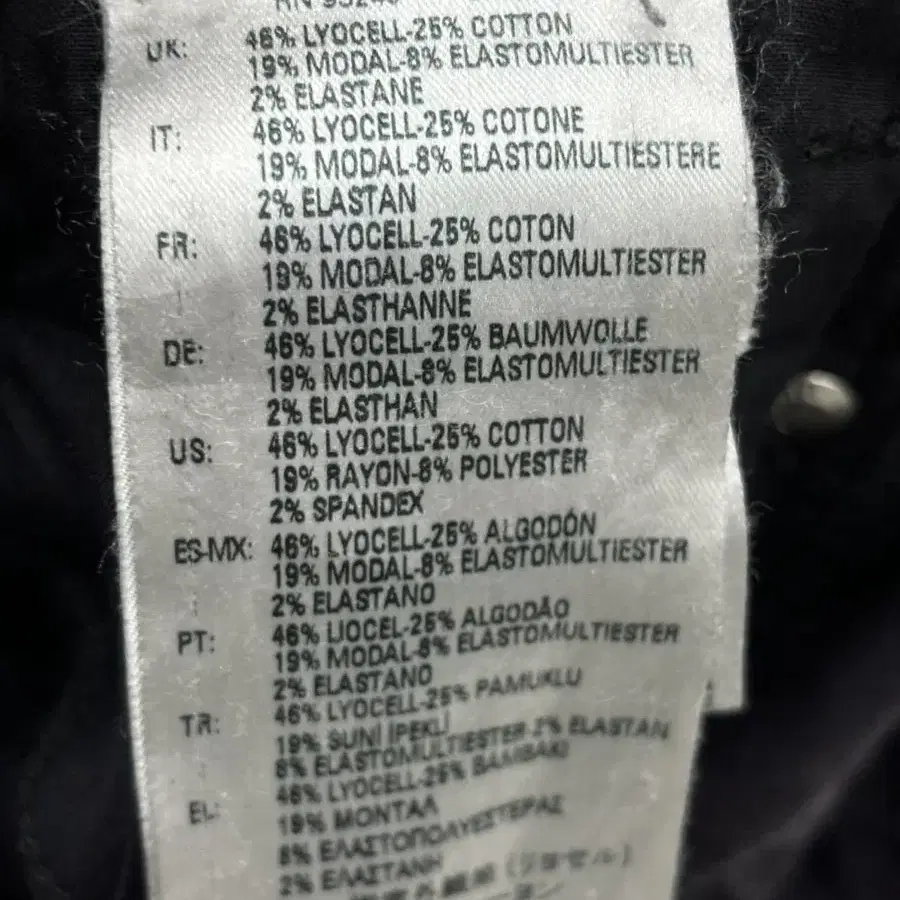 UK: 46% LYOCELL-25% COTTON
19% MODAL-8% ELASTOMULTIESTER
2% ELASTANE
IT: 46% LYOCELL-25% COTONE
19% MODAL-8% ELASTOMULTIESTERE
2% ELASTAN
FR: 46% LYOCELL-25% COTON
19% MODAL-8% ELASTOMULTIESTER
2% ELASTHANNE
DE: 46% LYOCELL-25% BAUMWOLLE
19% MODAL-8% ELASTOMULTIESTER
2% ELASTHAN
US: 46% LYOCELL-25% COTTON
19% RAYON-8% POLYESTER
2% SPANDEX
ES-MX: 46% LYOCELL-25% ALGODÓN
19% MODAL-8% ELASTOMULTIESTER
2% ELASTANO
PT: 46% LIOCEL-25% ALGODÃO
19% MODAL-8% ELASTOMULTIESTER
2% ELASTANO
TR: 46% LYOCELL-25% PAMUKLU
19% SUNİ İPEKLİ
8% ELASTOMULTIESTER-2% ELASTAN
EL: 46% LYOCELL-25% ΒΑΜΒΑΚΙ
19% ΜΟΝΤΑΛ
8% ΕΛΑΣΤΟΠΟΛΥΕΣΤΕΡΑΣ
2% ΕΛΑΣΤΑΝΗ
(リヨセル)